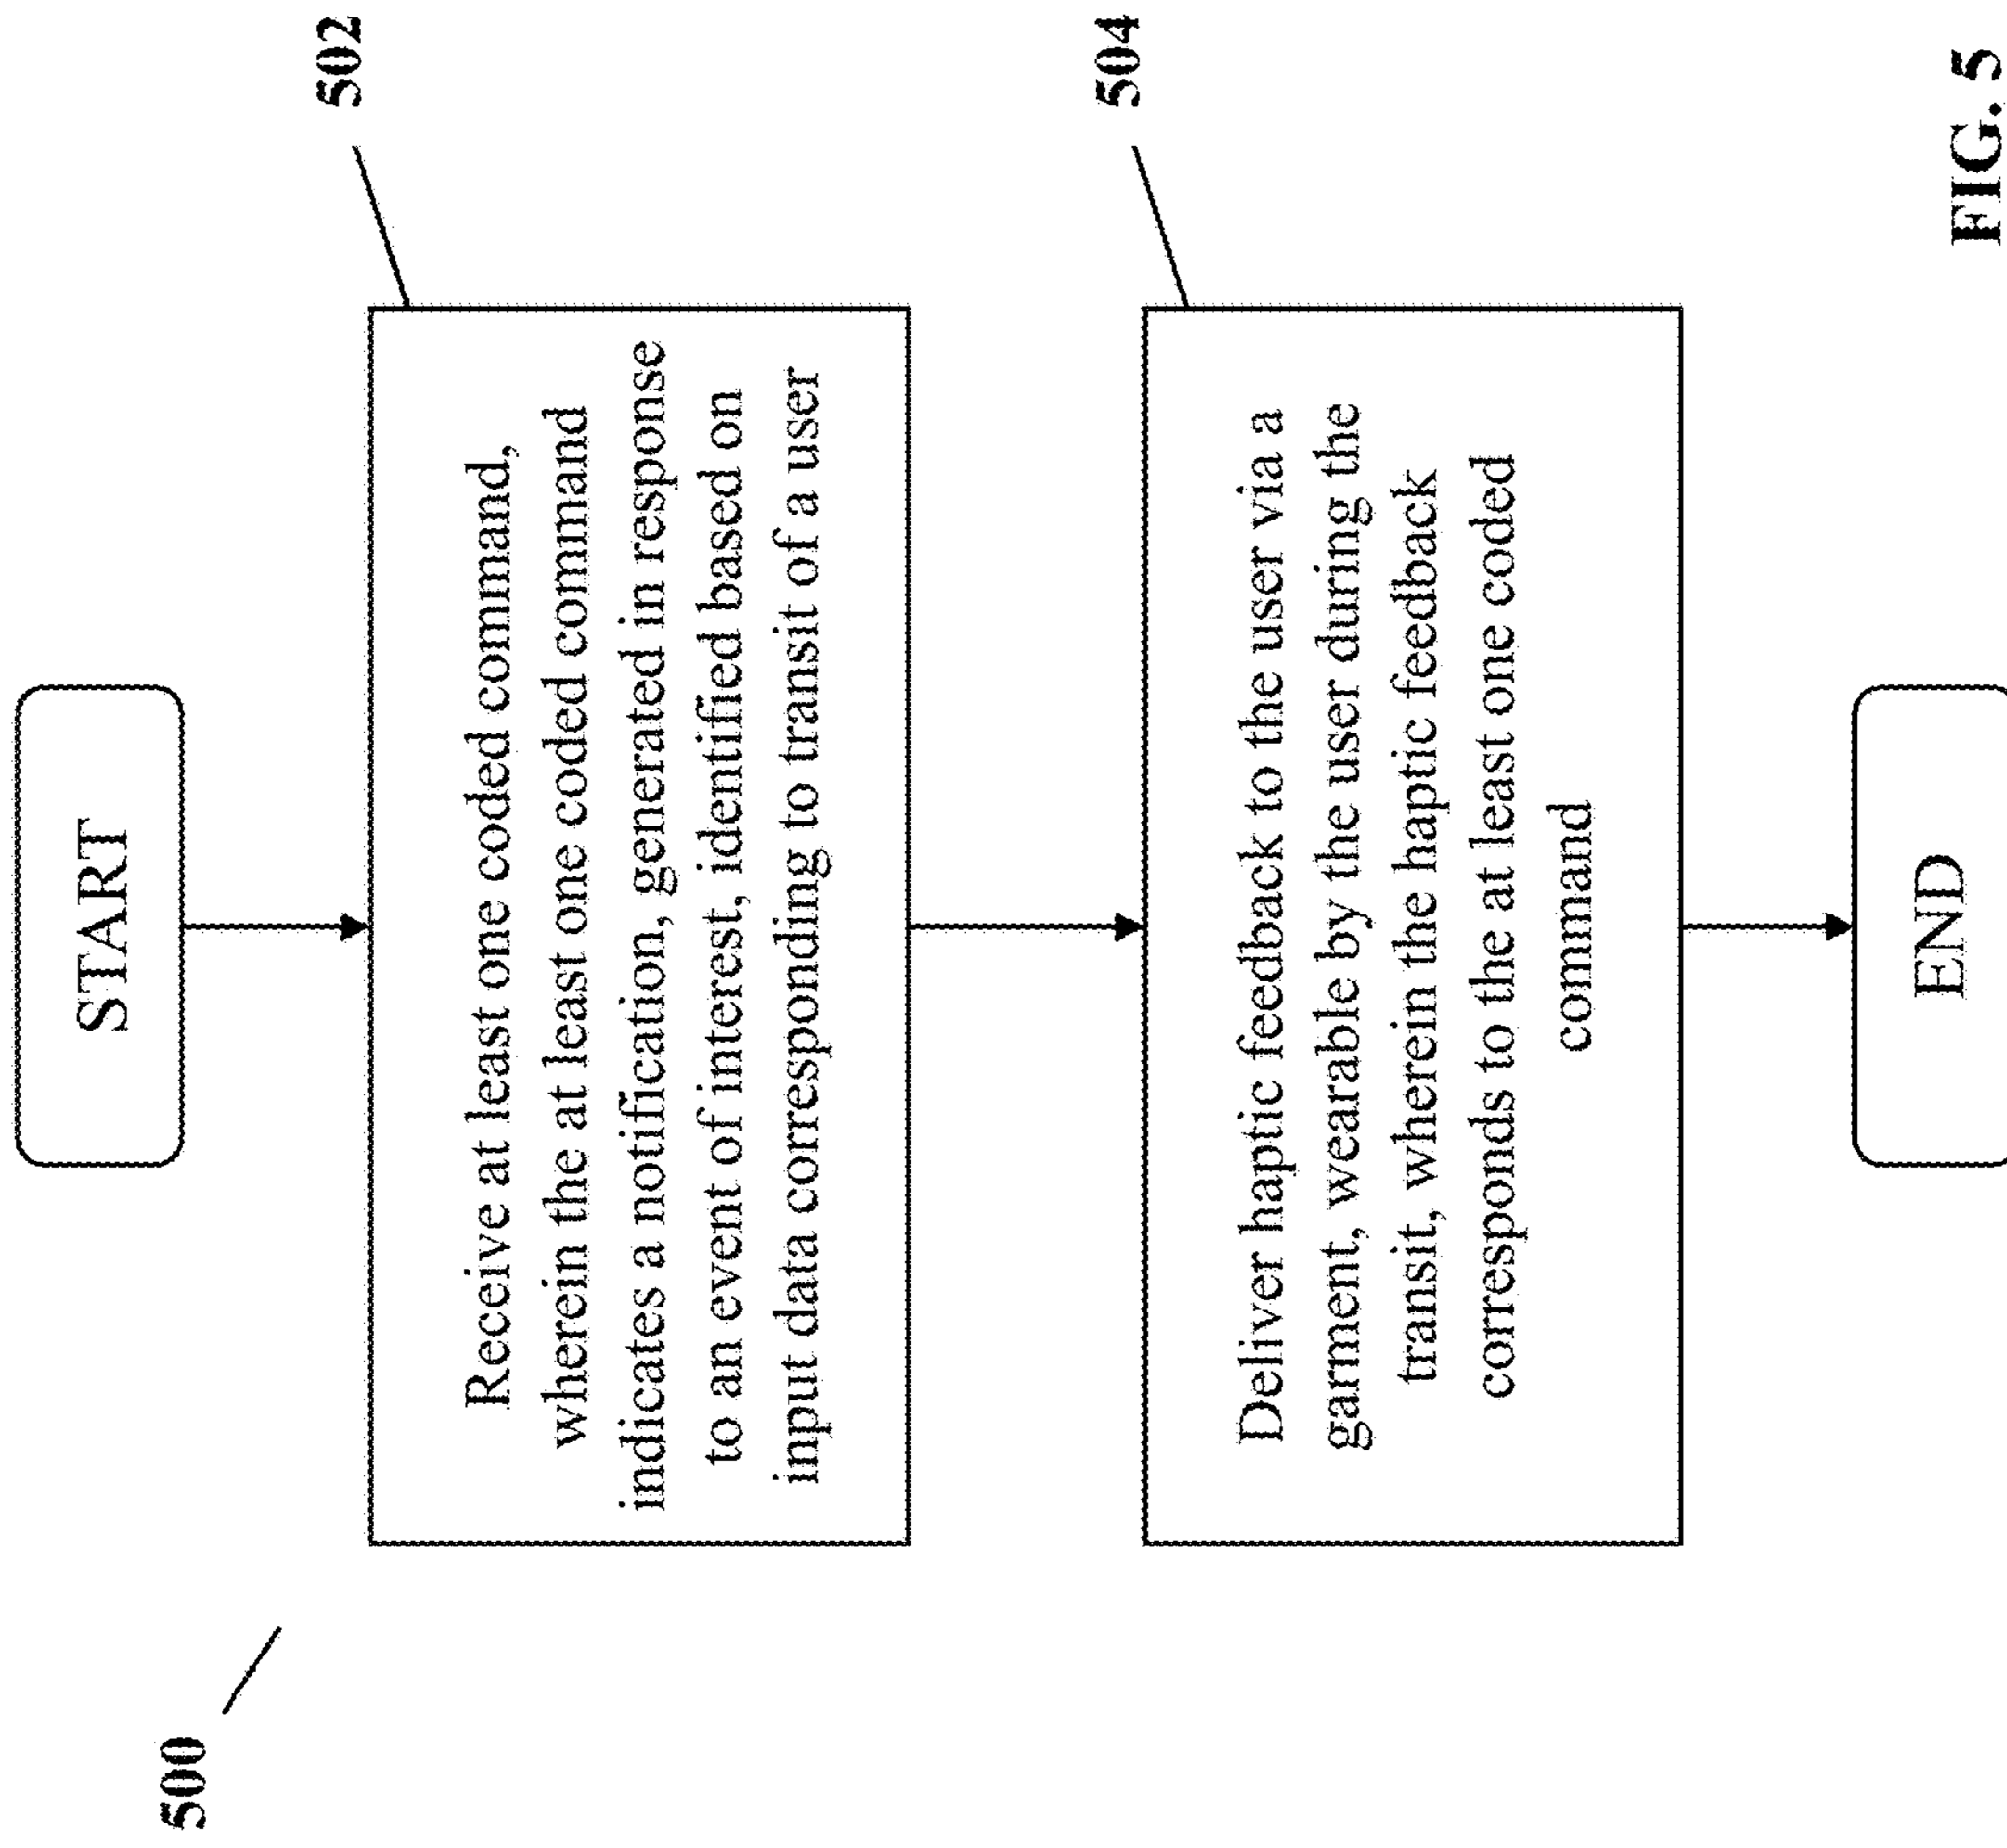 500
START
502
Receive at least one coded command,
wherein the at least one coded command
indicates a notification, generated in response
to an event of interest, identified based on
input data corresponding to transit of a user
504
Deliver haptic feedback to the user via a
garment, wearable by the user during the
transit, wherein the haptic feedback
corresponds to the at least one coded
command
END
FIG. 5